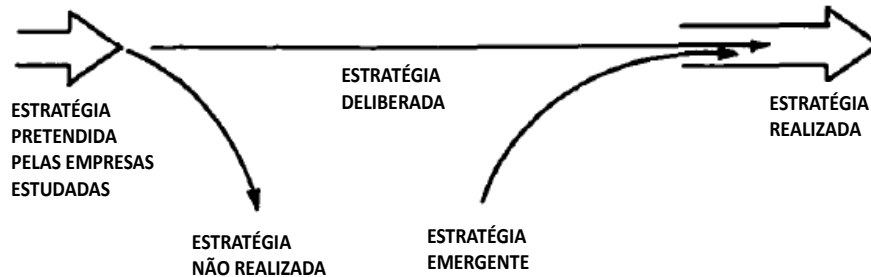 ESTRATÉGIA
PRETENDIDA
PELAS EMPRESAS
ESTUDADAS
ESTRATÉGIA
DELIBERADA
ESTRATÉGIA
REALIZADA
ESTRATÉGIA
NÃO REALIZADA
ESTRATÉGIA
EMERGENTE